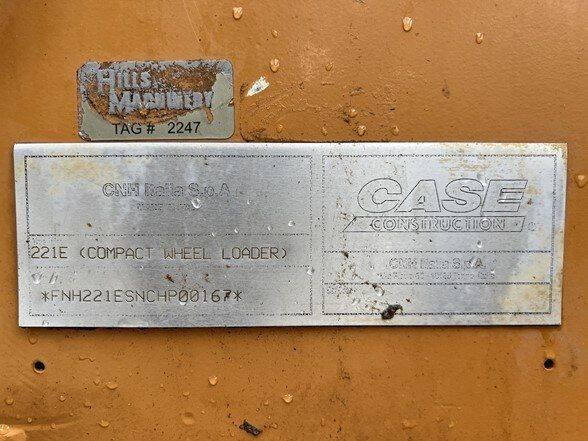 HILLS
MACHINERY
TAG # 2247
CNH Italia S.p.A.
CASE
CONSTRUCTION
221E (COMPACT WHEEL LOADER)
CNH Italia S.p.A.
*FNH221ESNCHP00167*